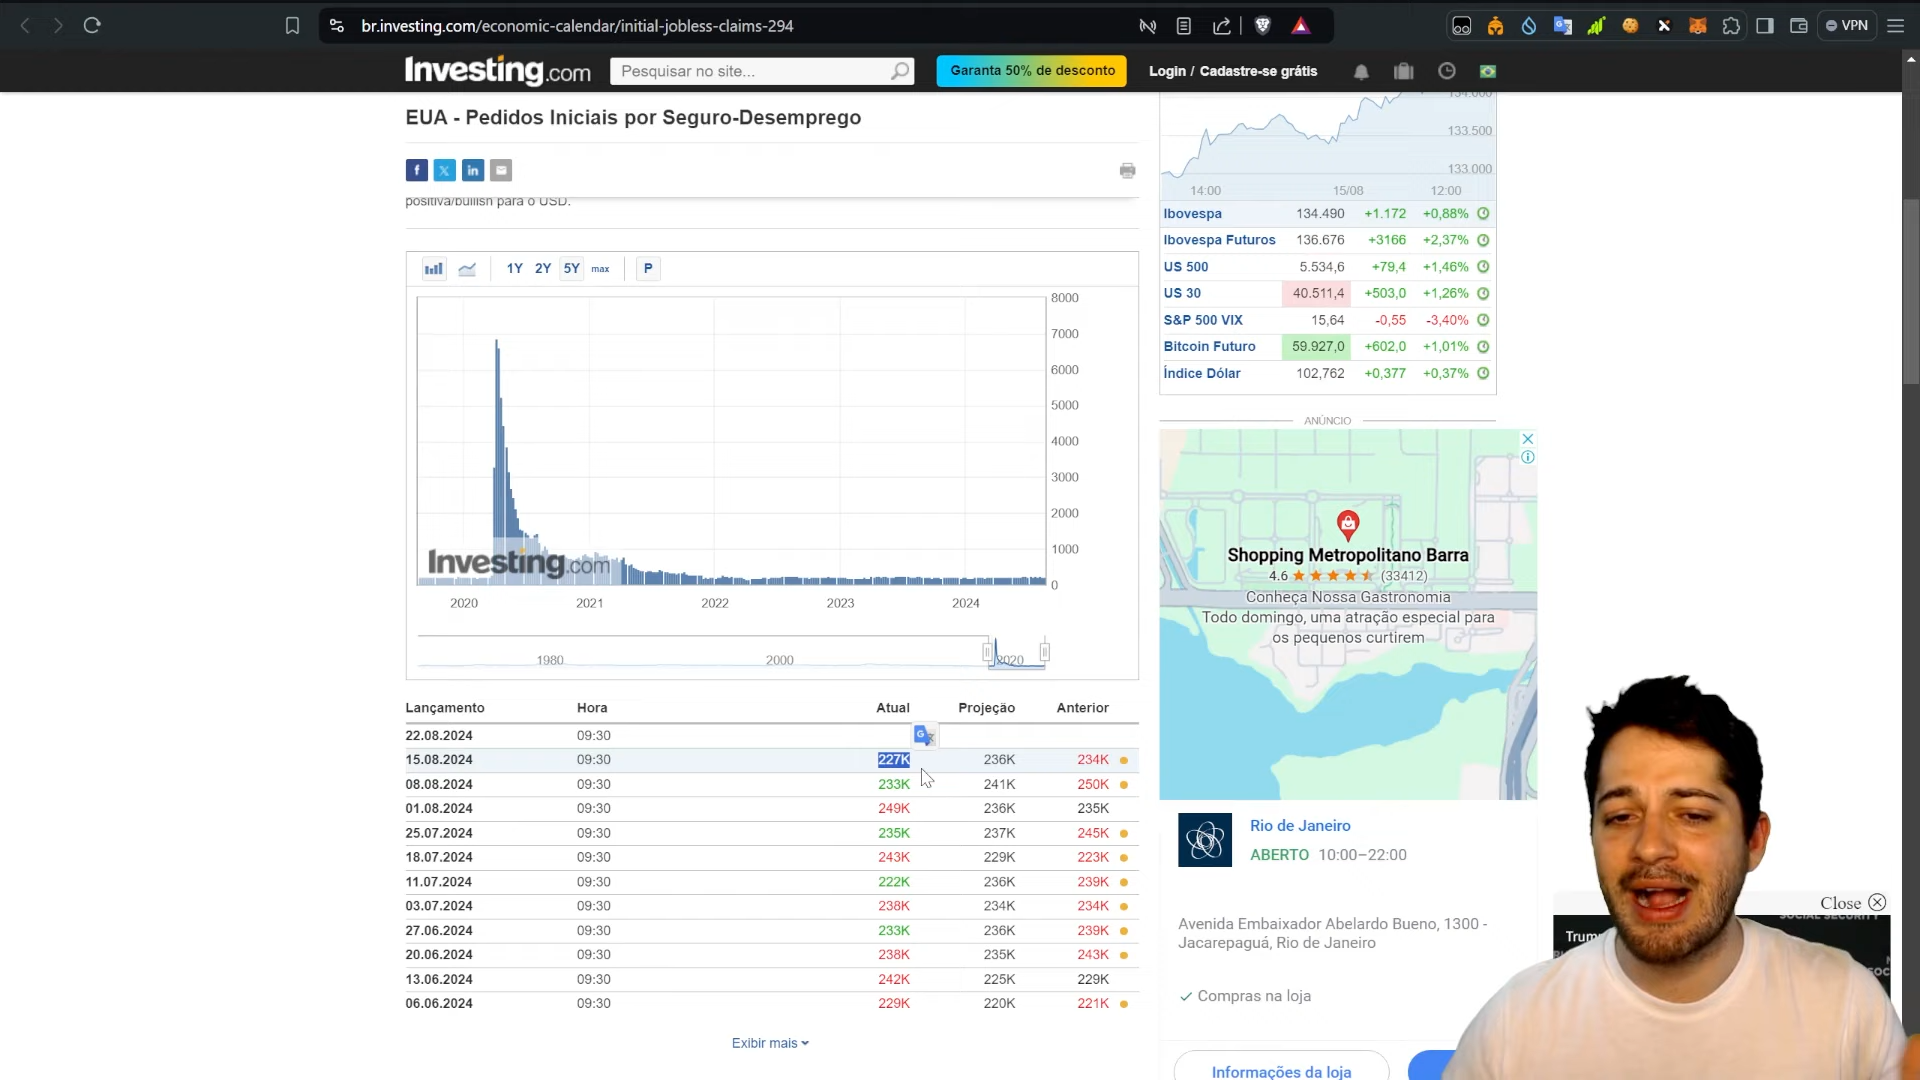 br.investing.com/economic-calendar/initial-jobless-claims-294
VPN
Investing.com
Pesquisar no site...
Garanta 50% de desconto
Login / Cadastre-se grátis
EUA - Pedidos Iniciais por Seguro-Desemprego
positiva/bullish para o USD.
1Y 2Y 5Y max P
8000
7000
6000
5000
4000
3000
2000
1000
0
Investing.com
2020 2021 2022 2023 2024
1980 2000 2020
Lançamento Hora Atual Projeção Anterior
22.08.2024 09:30
15.08.2024 09:30 227K 236K 234K
08.08.2024 09:30 233K 241K 250K
01.08.2024 09:30 249K 236K 235K
25.07.2024 09:30 235K 237K 245K
18.07.2024 09:30 243K 229K 223K
11.07.2024 09:30 222K 236K 239K
03.07.2024 09:30 238K 234K 234K
27.06.2024 09:30 233K 236K 239K
20.06.2024 09:30 238K 235K 243K
13.06.2024 09:30 242K 225K 229K
06.06.2024 09:30 229K 220K 221K
Exibir mais
134.000
133.500
133.000
14:00 15/08 12:00
Ibovespa 134.490 +1.172 +0,88%
Ibovespa Futuros 136.676 +3166 +2,37%
US 500 5.534,6 +79,4 +1,46%
US 30 40.511,4 +503,0 +1,26%
S&P 500 VIX 15,64 -0,55 -3,40%
Bitcoin Futuro 59.927,0 +602,0 +1,01%
Índice Dólar 102,762 +0,377 +0,37%
ANÚNCIO
Shopping Metropolitano Barra
4.6 (33412)
Conheça Nossa Gastronomia
Todo domingo, uma atração especial para
os pequenos curtirem
Rio de Janeiro
ABERTO 10:00–22:00
Avenida Embaixador Abelardo Bueno, 1300 -
Jacarepaguá, Rio de Janeiro
Compras na loja
Informações da loja
Close
SOCIAL SECURITY
Trum